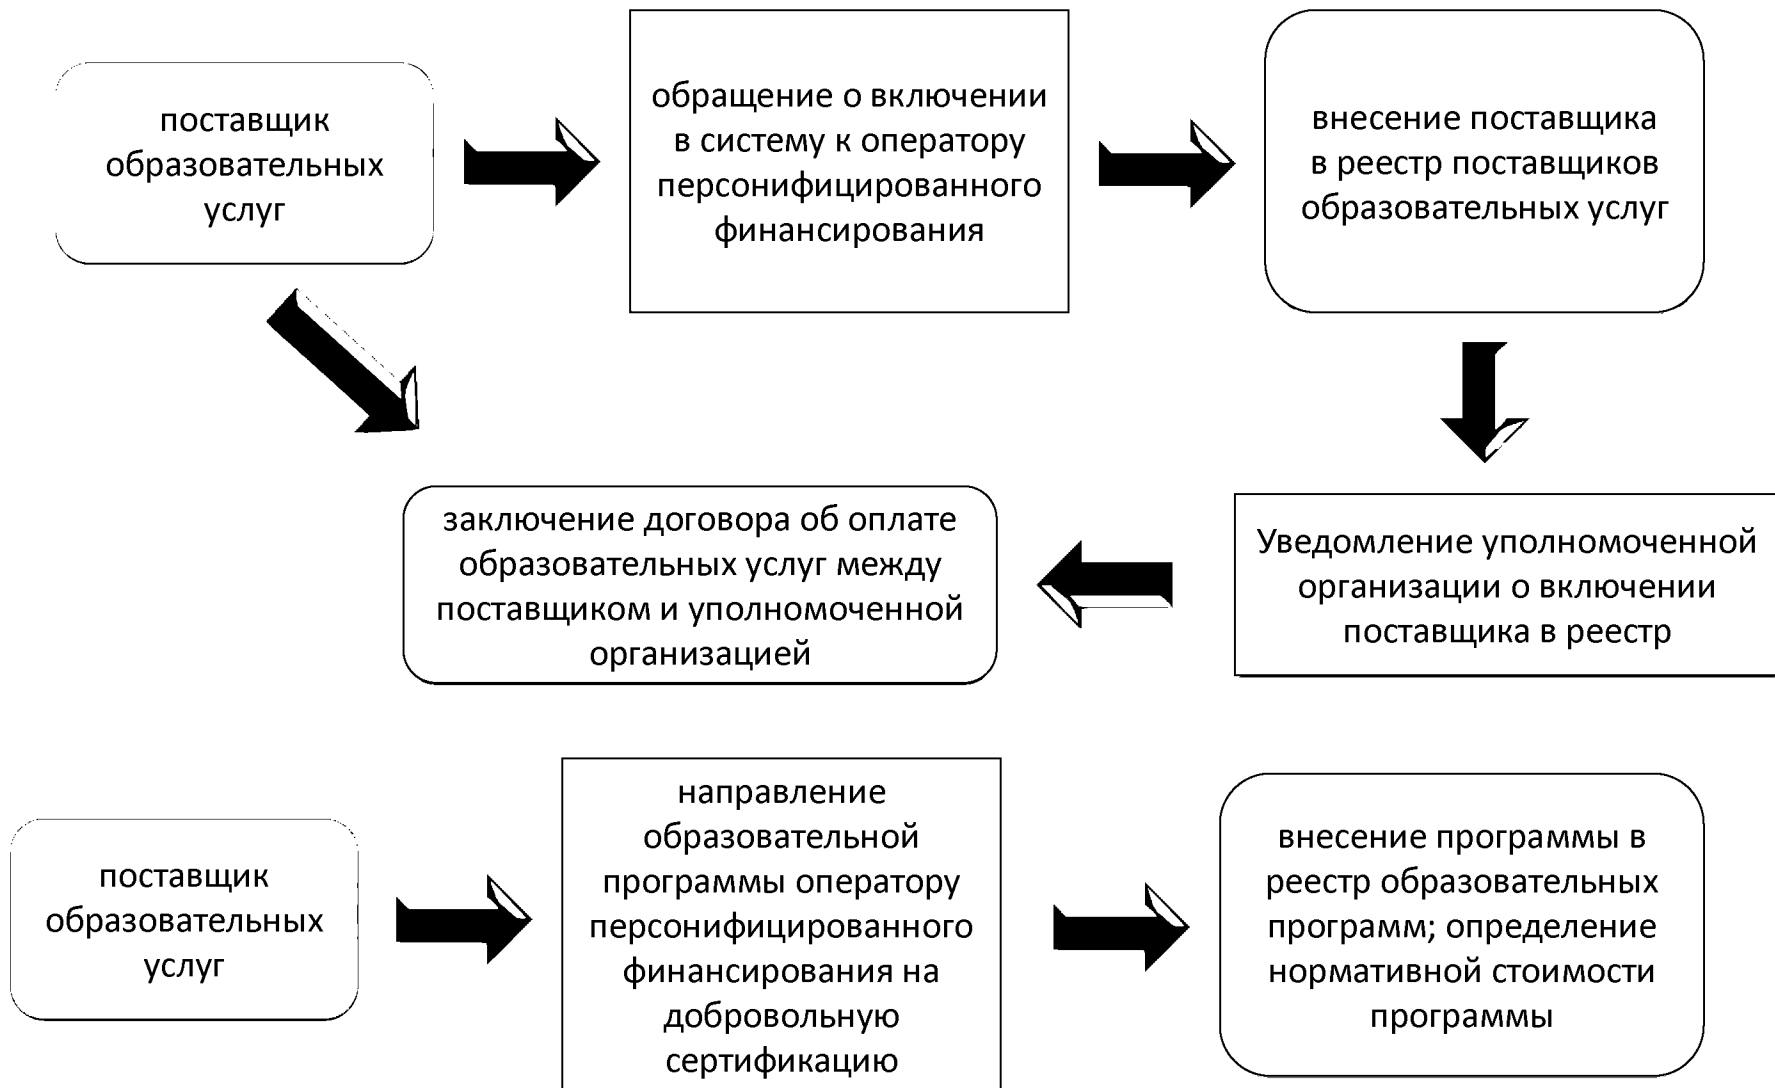 поставщик
образовательных
услуг
обращение о включении
в систему к оператору
персонифицированного
финансирования
внесение поставщика
в реестр поставщиков
образовательных услуг
заключение договора об оплате
образовательных услуг между
поставщиком и уполномоченной
организацией
Уведомление уполномоченной
организации о включении
поставщика в реестр
поставщик
образовательных
услуг
направление
образовательной
программы оператору
персонифицированного
финансирования на
добровольную
сертификацию
внесение программы в
реестр образовательных
программ; определение
нормативной стоимости
программы